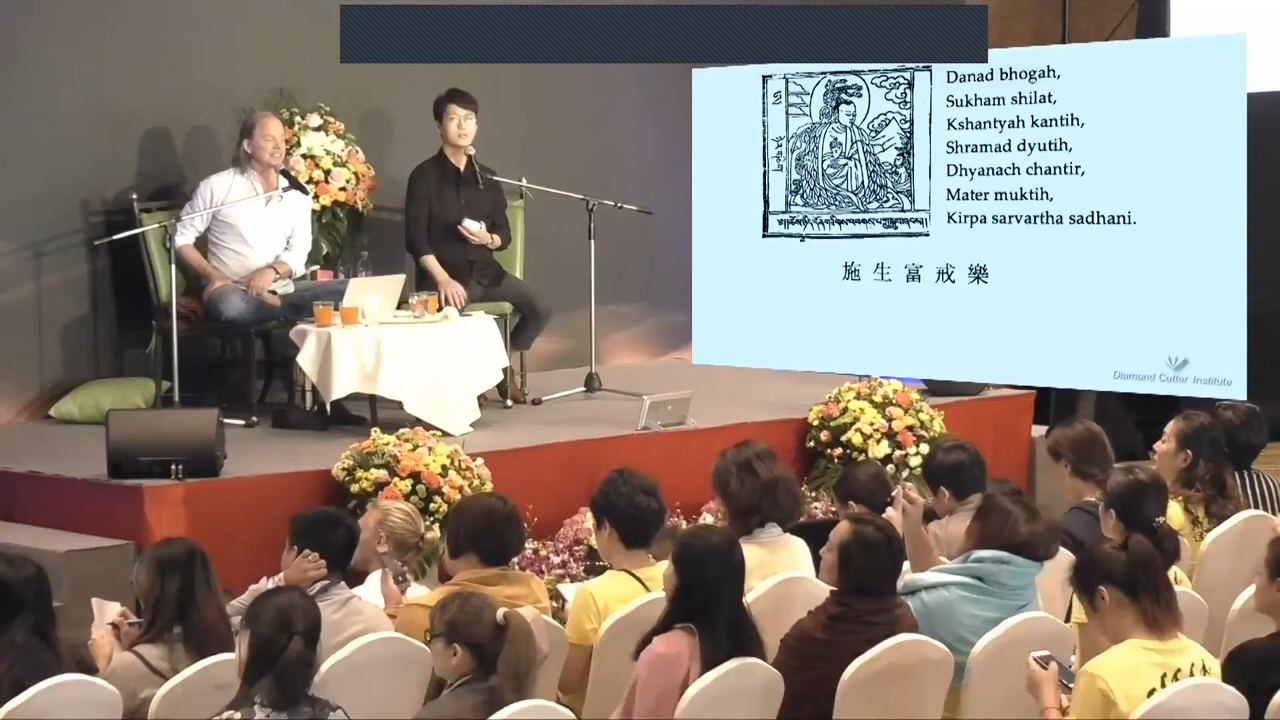 Danad bhogah,
Sukham shilat,
Kshantyah kantih,
Shramad dyutih,
Dhyanach chantir,
Mater muktih,
Kirpa sarvartha sadhani.
施生富戒樂
Diamond Cutter Institute